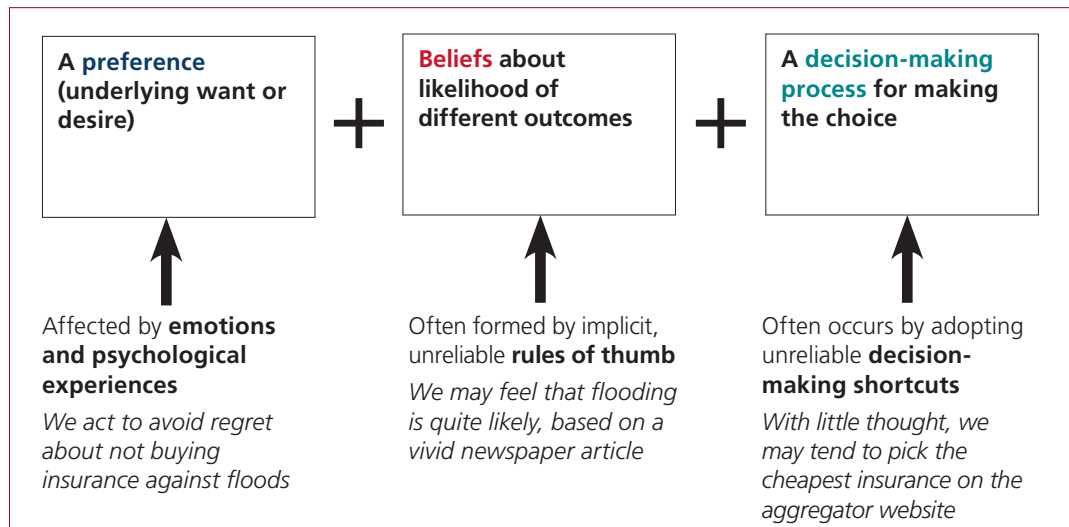 A preference
(underlying want or
desire)
+
Beliefs about
likelihood of
different outcomes
+
A decision-making
process for making
the choice
Affected by emotions
and psychological
experiences
We act to avoid regret
about not buying
insurance against floods
Often formed by implicit,
unreliable rules of thumb
We may feel that flooding
is quite likely, based on a
vivid newspaper article
Often occurs by adopting
unreliable decision-
making shortcuts
With little thought, we
may tend to pick the
cheapest insurance on the
aggregator website